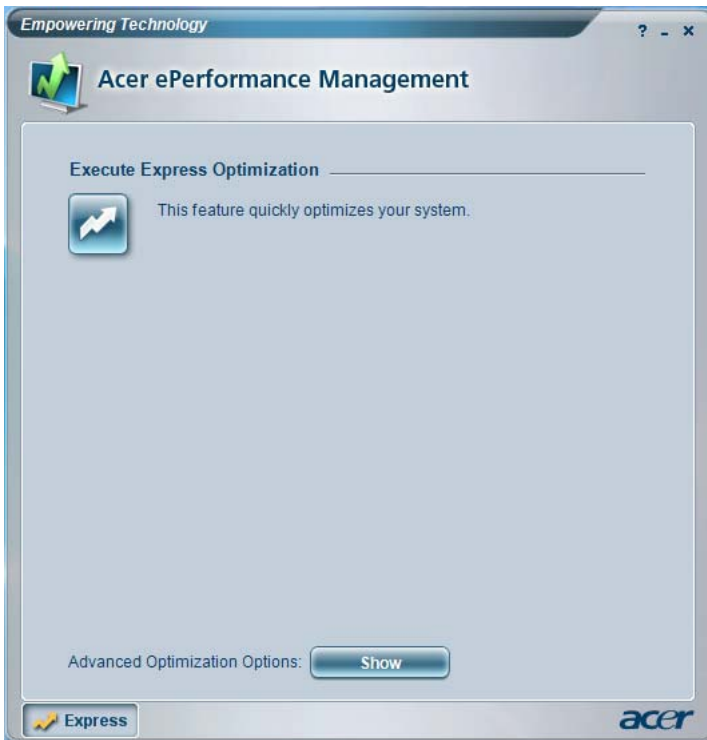 Empowering Technology
? - ×
Acer ePerformance Management
Execute Express Optimization
This feature quickly optimizes your system.
Advanced Optimization Options: Show
Express
acer